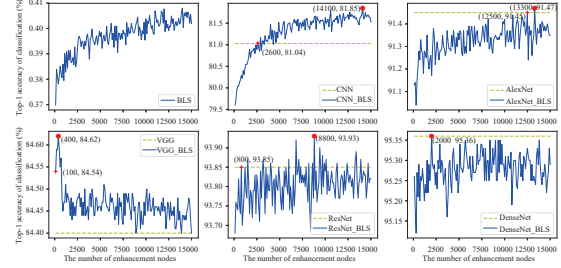 Top-1 accuracy of classification (%)
0.41
0.40
0.39
0.38
0.37
0 2500 5000 7500 10000 12500 15000
BLS
81.5
81.0
80.5
80.0
79.5
0 2500 5000 7500 10000 12500 15000
(14100, 81.85)
(2600, 81.04)
CNN
CNN_BLS
91.4
91.3
91.2
91.1
0 2500 5000 7500 10000 12500 15000
(13300, 91.47)
(12500, 91.45)
AlexNet
AlexNet_BLS
Top-1 accuracy of classification (%)
84.60
84.55
84.50
84.45
84.40
0 2500 5000 7500 10000 12500 15000
The number of enhancement nodes
(400, 84.62)
(100, 84.54)
VGG
VGG_BLS
93.90
93.85
93.80
93.75
93.70
0 2500 5000 7500 10000 12500 15000
The number of enhancement nodes
(800, 93.85)
(8800, 93.93)
ResNet
ResNet_BLS
95.35
95.30
95.25
95.20
95.15
0 2500 5000 7500 10000 12500 15000
The number of enhancement nodes
(2000, 95.36)
DenseNet
DenseNet_BLS